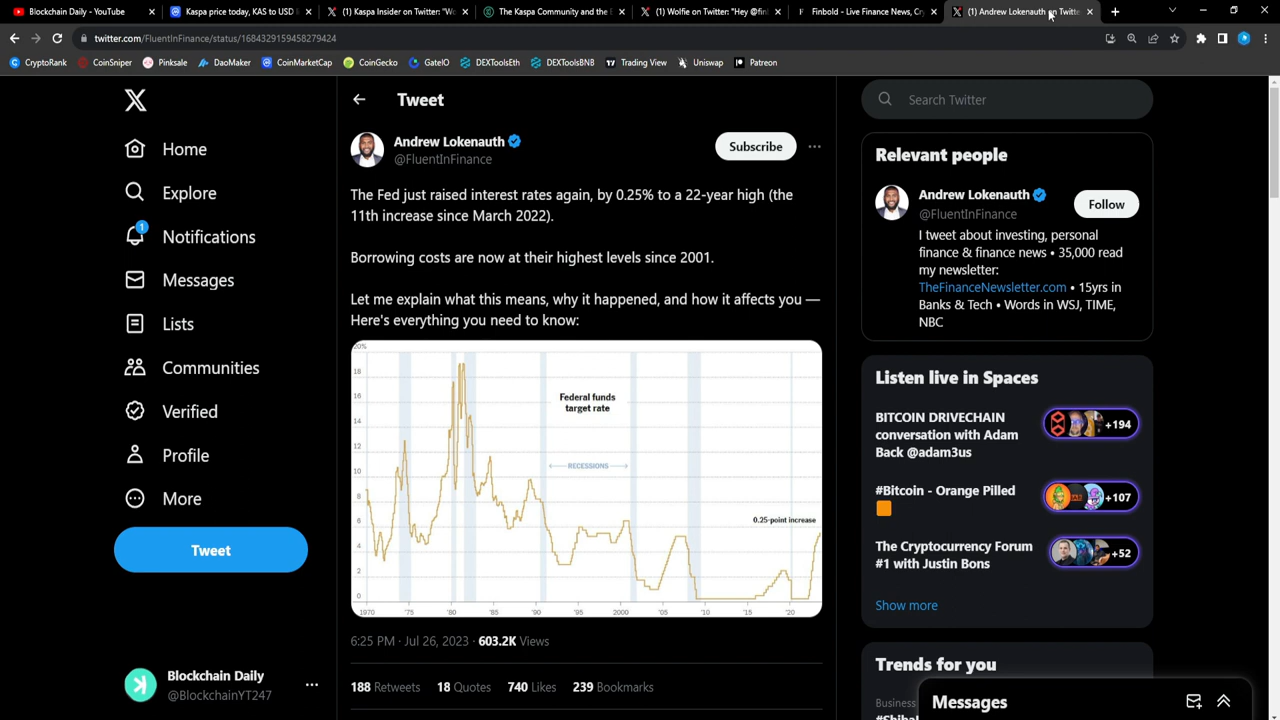 Blockchain Daily - YouTube
Kaspa price today, KAS to USD l
(1) Kaspa Insider on Twitter: "W
The Kaspa Community and the E
(1) Wolfie on Twitter: "Hey @fin
Finbold - Live Finance News, Cry
(1) Andrew Lokenauth on Twitte
twitter.com/FluentInFinance/status/1684329159458279424
CryptoRank
CoinSniper
Pinksale
DaoMaker
CoinMarketCap
CoinGecko
GateIO
DEXToolsEth
DEXToolsBNB
Trading View
Uniswap
Patreon
Home
Explore
1
Notifications
Messages
Lists
Communities
Verified
Profile
More
Tweet
Blockchain Daily
@BlockchainYT247
Tweet
Andrew Lokenauth
@FluentInFinance
Subscribe
The Fed just raised interest rates again, by 0.25% to a 22-year high (the
11th increase since March 2022).
Borrowing costs are now at their highest levels since 2001.
Let me explain what this means, why it happened, and how it affects you —
Here's everything you need to know:
20%
18
16
14
12
10
8
6
4
2
0
Federal funds
target rate
RECESSIONS
0.25-point increase
1970 '75 '80 '85 '90 '95 2000 '05 '10 '15 '20
6:25 PM · Jul 26, 2023 · 603.2K Views
188 Retweets 18 Quotes 740 Likes 239 Bookmarks
Search Twitter
Relevant people
Andrew Lokenauth
@FluentInFinance
Follow
I tweet about investing, personal
finance & finance news • 35,000 read
my newsletter:
TheFinanceNewsletter.com • 15yrs in
Banks & Tech • Words in WSJ, TIME,
NBC
Listen live in Spaces
BITCOIN DRIVECHAIN
conversation with Adam
Back @adam3us
+194
#Bitcoin - Orange Pilled
+107
The Cryptocurrency Forum
#1 with Justin Bons
+52
Show more
Trends for you
Business
Messages